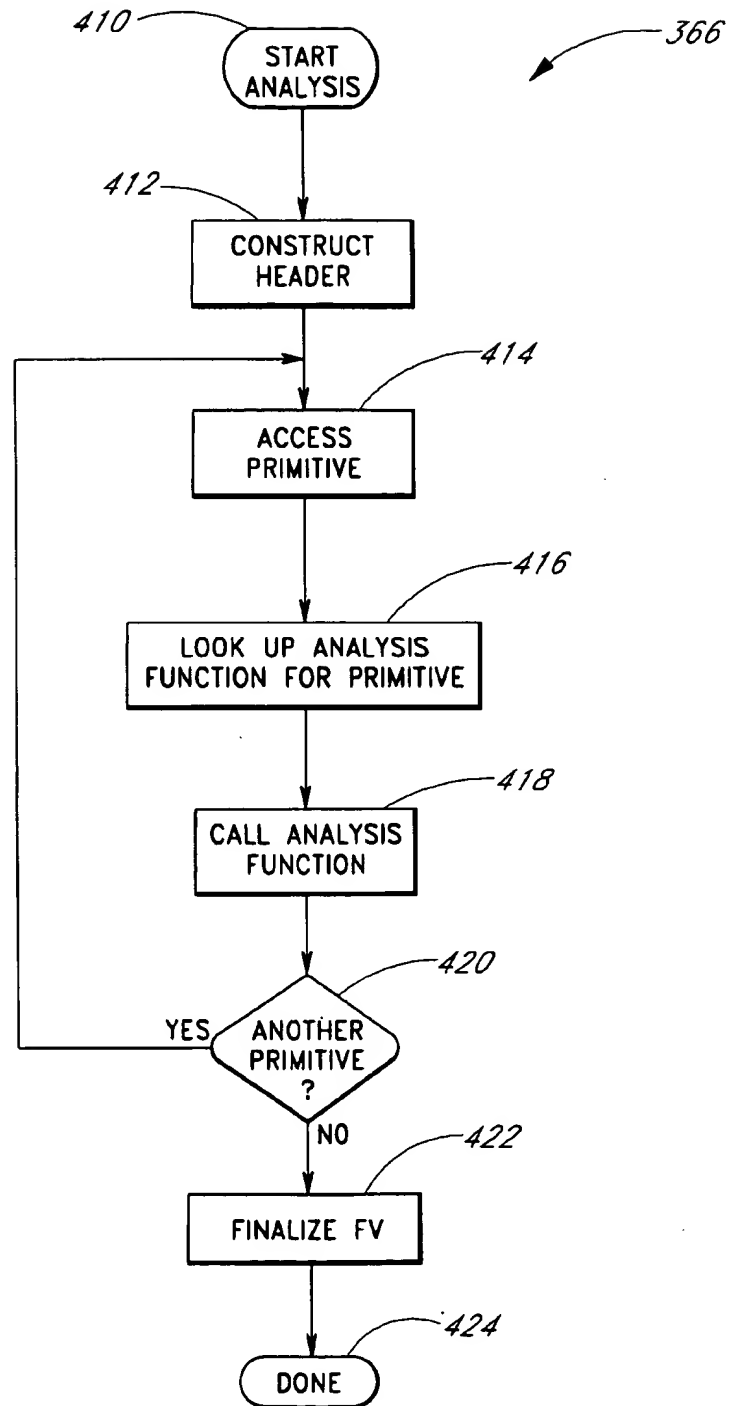 410
START
ANALYSIS
366
412
CONSTRUCT
HEADER
414
ACCESS
PRIMITIVE
416
LOOK UP ANALYSIS
FUNCTION FOR PRIMITIVE
418
CALL ANALYSIS
FUNCTION
420
YES
ANOTHER
PRIMITIVE
?
NO
422
FINALIZE FV
424
DONE